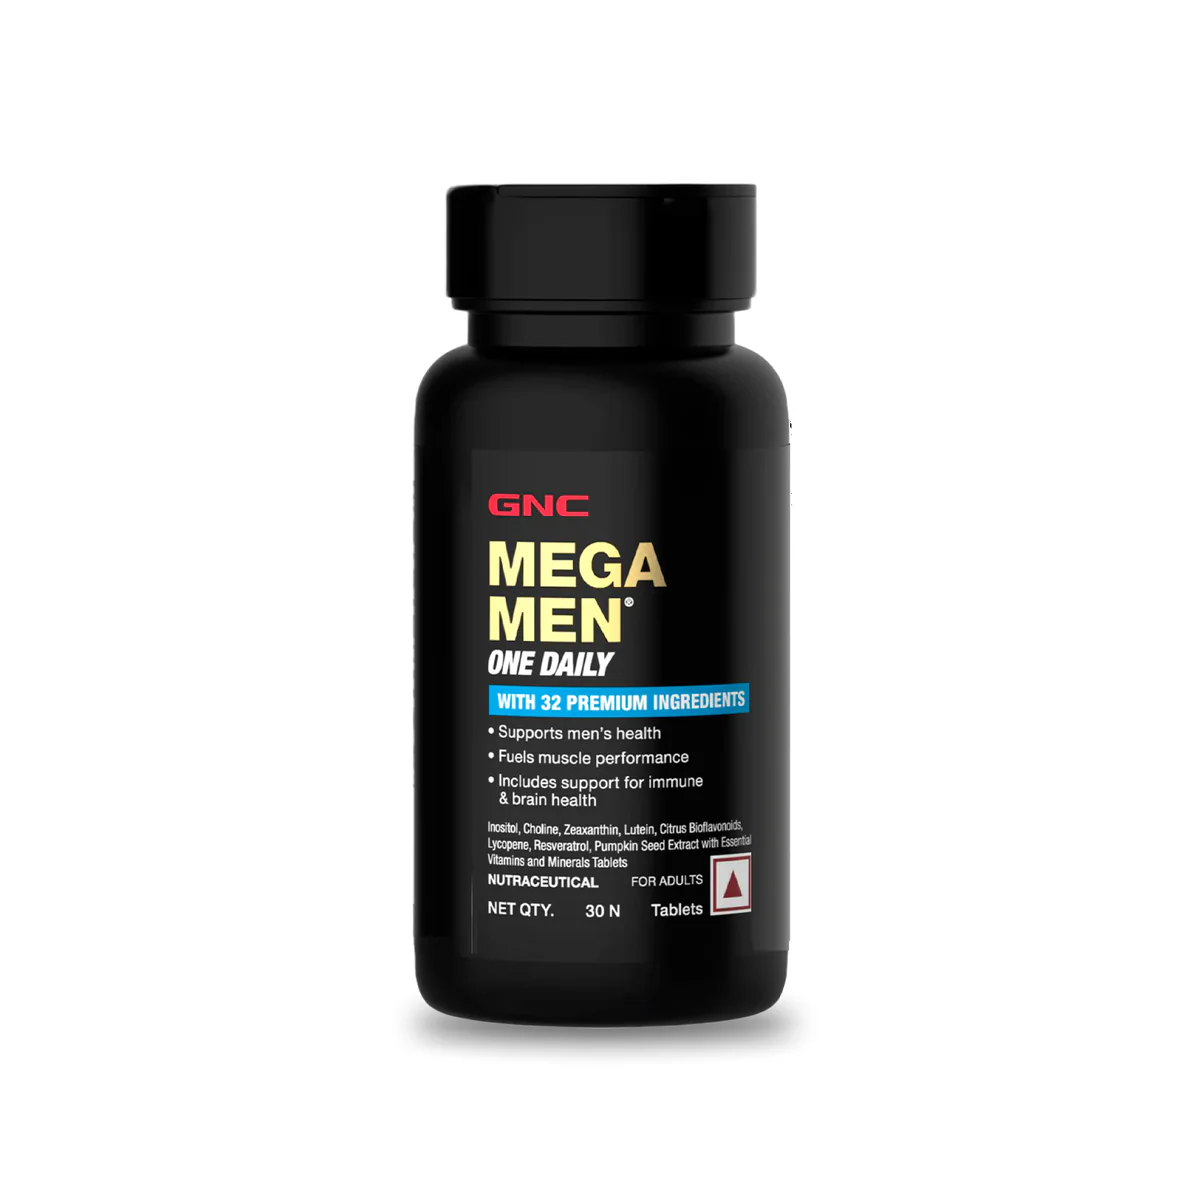 GNC
MEGA
MEN®
ONE DAILY
WITH 32 PREMIUM INGREDIENTS
• Supports men's health
• Fuels muscle performance
• Includes support for immune
& brain health
Inositol, Choline, Zeaxanthin, Lutein, Citrus Bioflavonoids,
Lycopene, Resveratrol, Pumpkin Seed Extract with Essential
Vitamins and Minerals Tablets
NUTRACEUTICAL FOR ADULTS
NET QTY. 30 N Tablets